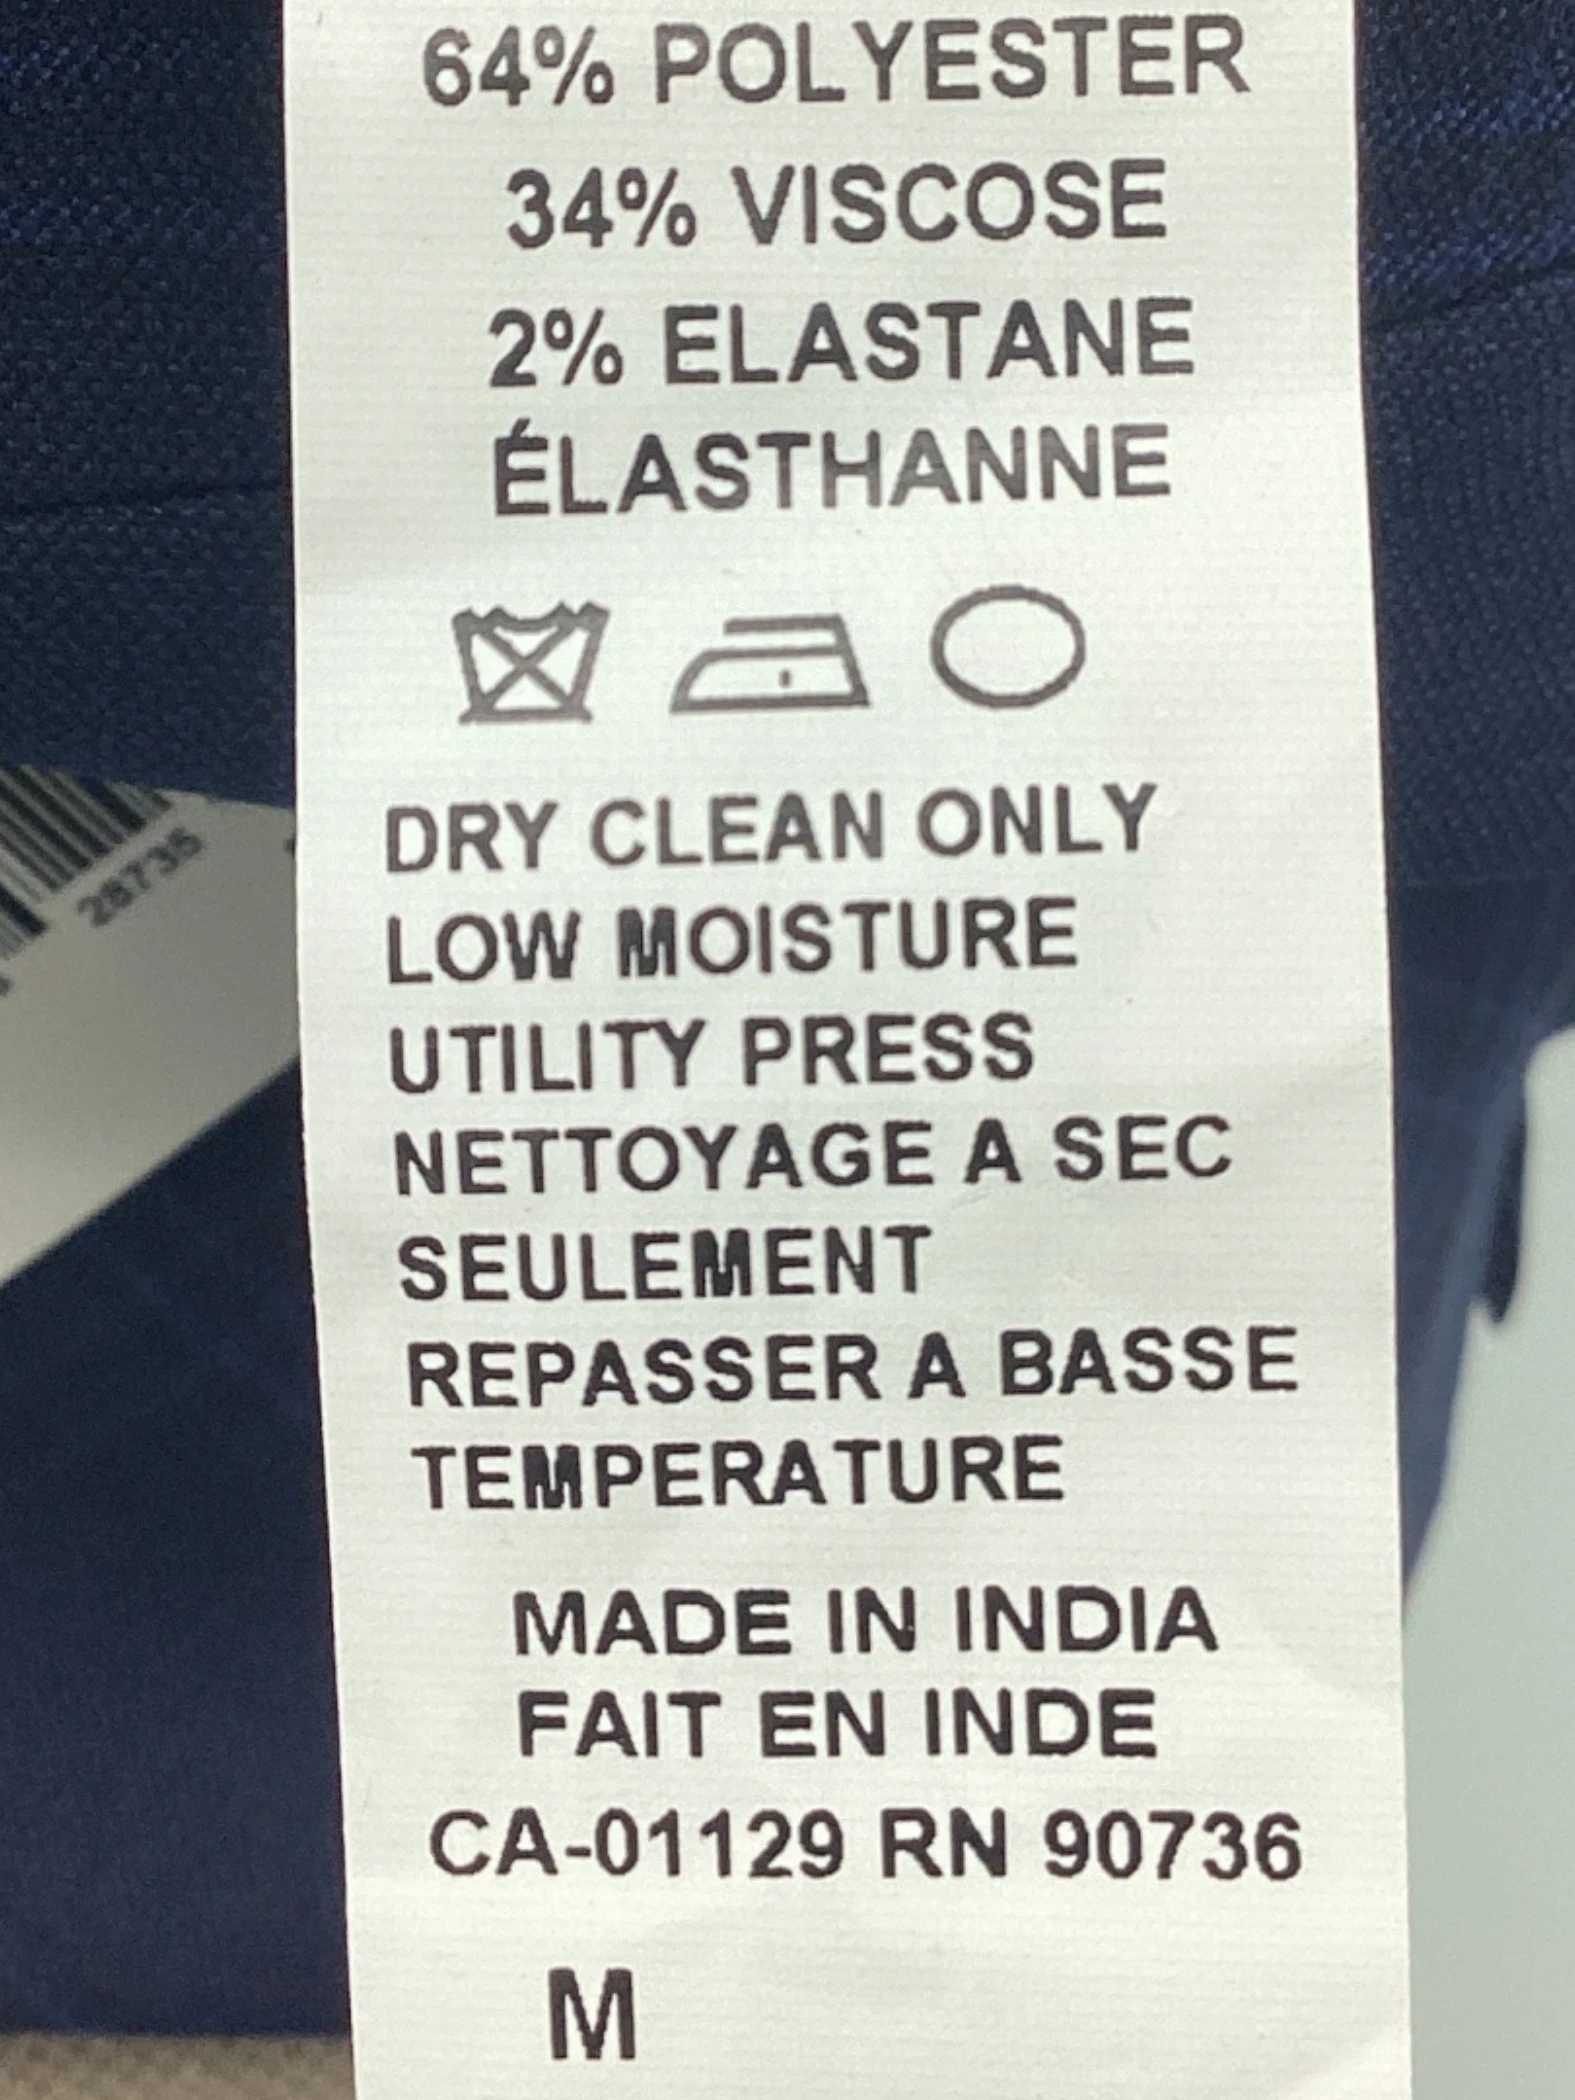 64% POLYESTER
34% VISCOSE
2% ELASTANE
ÉLASTHANNE
DRY CLEAN ONLY
LOW MOISTURE
UTILITY PRESS
NETTOYAGE A SEC
SEULEMENT
REPASSER A BASSE
TEMPERATURE
MADE IN INDIA
FAIT EN INDE
CA-01129 RN 90736
M
28735